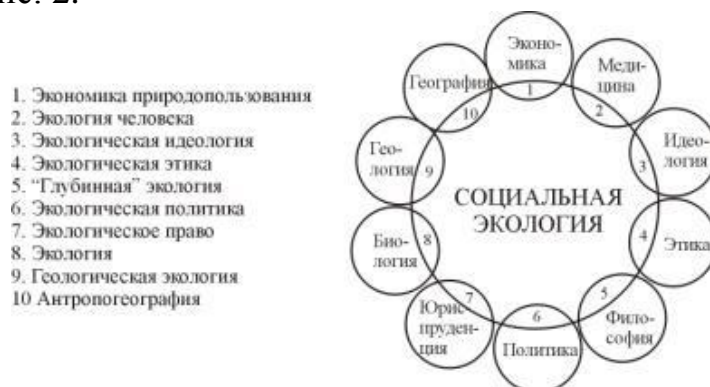 1. Экономика природопользования
2. Экология человека
3. Экологическая идеология
4. Экологическая этика
5. “Глубинная” экология
6. Экологическая политика
7. Экологическое право
8. Экология
9. Геологическая экология
10 Антропогеография
Эконо-
мика
1
Меди-
цина
2
Идео-
логия
3
Этика
4
Фило-
софия
5
Политика
6
Юрис-
пруден-
ция
7
Био-
логия
8
Гео-
логия
9
География
10
СОЦИАЛЬНАЯ
ЭКОЛОГИЯ